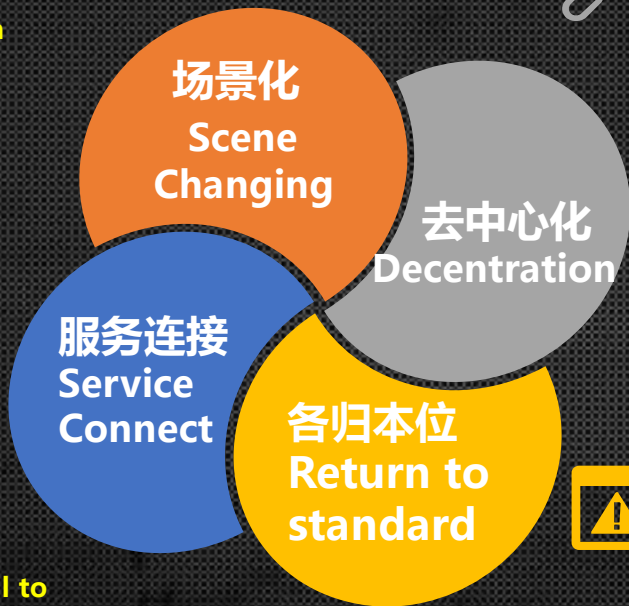 场景化
Scene
Changing
去中心化
Decentration
服务连接
Service
Connect
各归本位
Return to
standard
l to